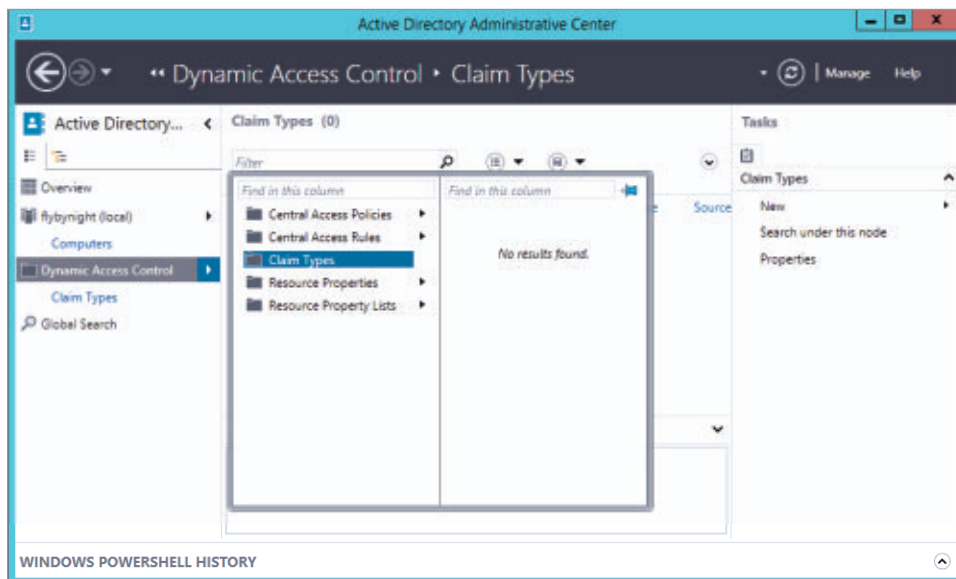 Active Directory Administrative Center
Dynamic Access Control • Claim Types
Manage Help
Active Directory...
Overview
flybynight (local)
Computers
Dynamic Access Control
Claim Types
Global Search
Claim Types (0)
Filter
Find in this column
Central Access Policies
Central Access Rules
Claim Types
Resource Properties
Resource Property Lists
Find in this column
No results found.
Source
Tasks
Claim Types
New
Search under this node
Properties
WINDOWS POWERSHELL HISTORY